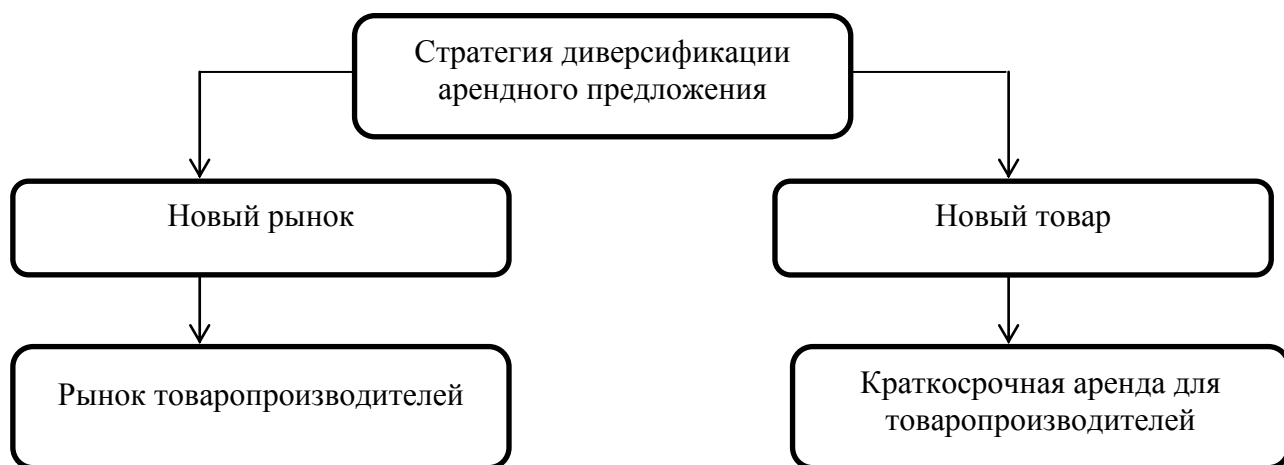 Стратегия диверсификации
арендного предложения
Новый рынок
Новый товар
Рынок товаропроизводителей
Краткосрочная аренда для
товаропроизводителей